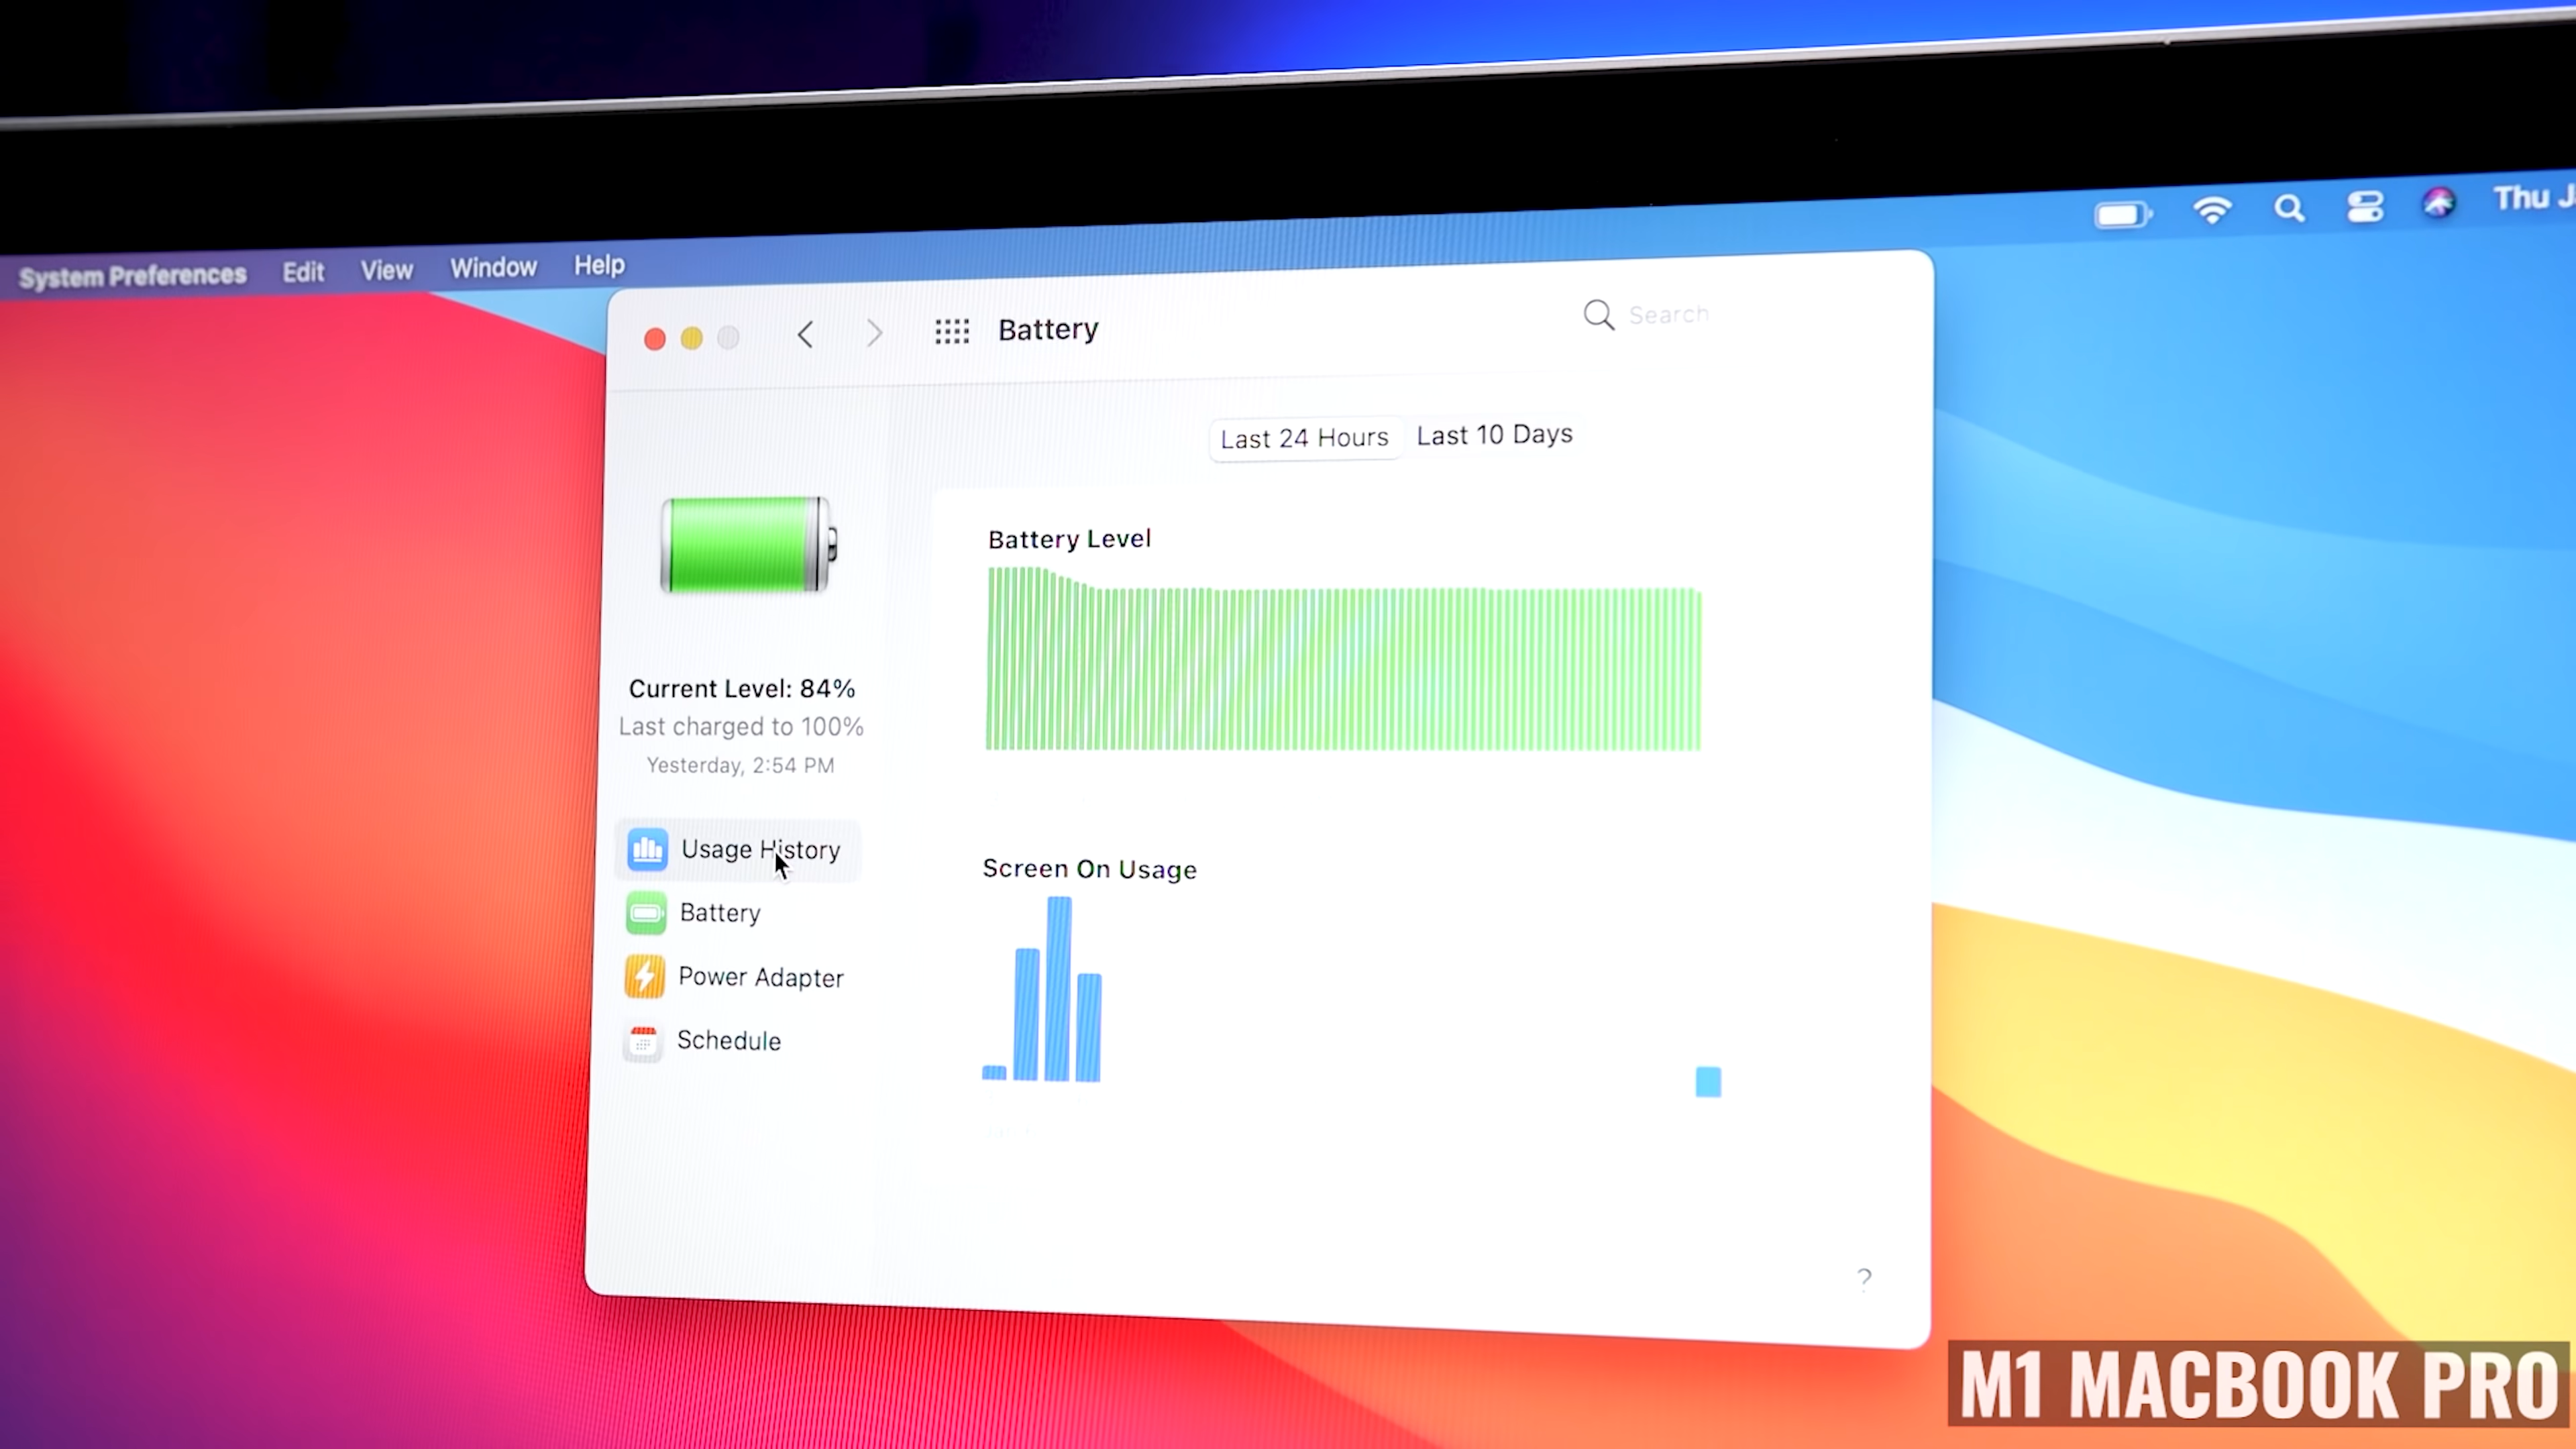 Thu J
System Preferences Edit View Window Help
Battery
Search
Last 24 Hours Last 10 Days
Battery Level
Current Level: 84%
Last charged to 100%
Yesterday, 2:54 PM
Usage History
Battery
Power Adapter
Schedule
Screen On Usage
?
M1 MACBOOK PRO